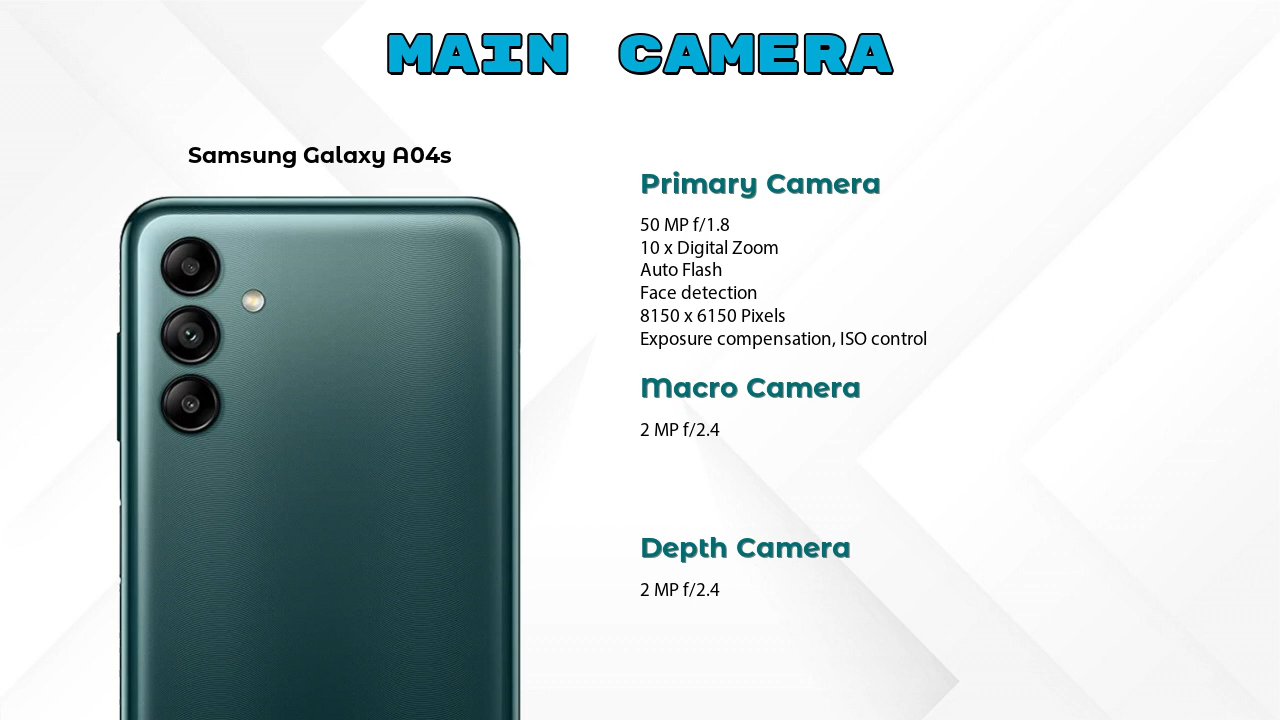 MAIN CAMERA
Samsung Galaxy A04s
Primary Camera
50 MP f/1.8
10 x Digital Zoom
Auto Flash
Face detection
8150 x 6150 Pixels
Exposure compensation, ISO control
Macro Camera
2 MP f/2.4
Depth Camera
2 MP f/2.4